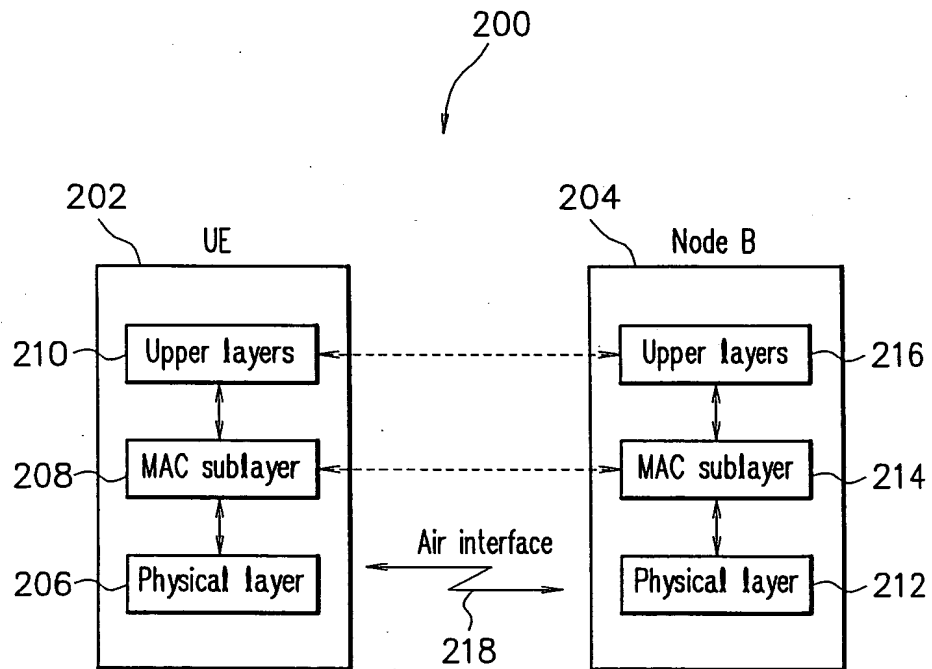 200
202
204
UE
Node B
210
Upper layers
Upper layers
216
208
MAC sublayer
MAC sublayer
214
Air interface
206
Physical layer
Physical layer
212
218